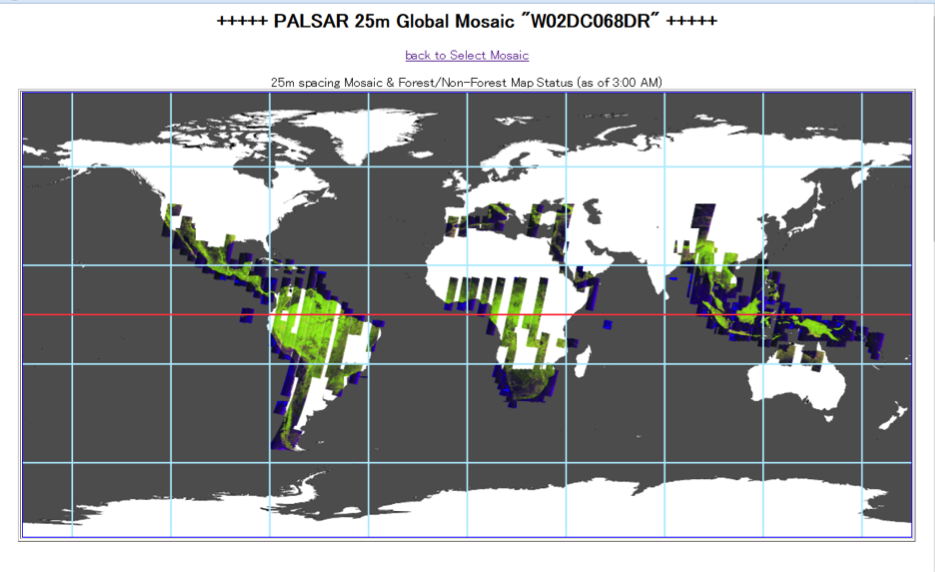 +++++ PALSAR 25m Global Mosaic "W02DC068DR" +++++
back to Select Mosaic
25m spacing Mosaic & Forest/Non-Forest Map Status (as of 3:00 AM)